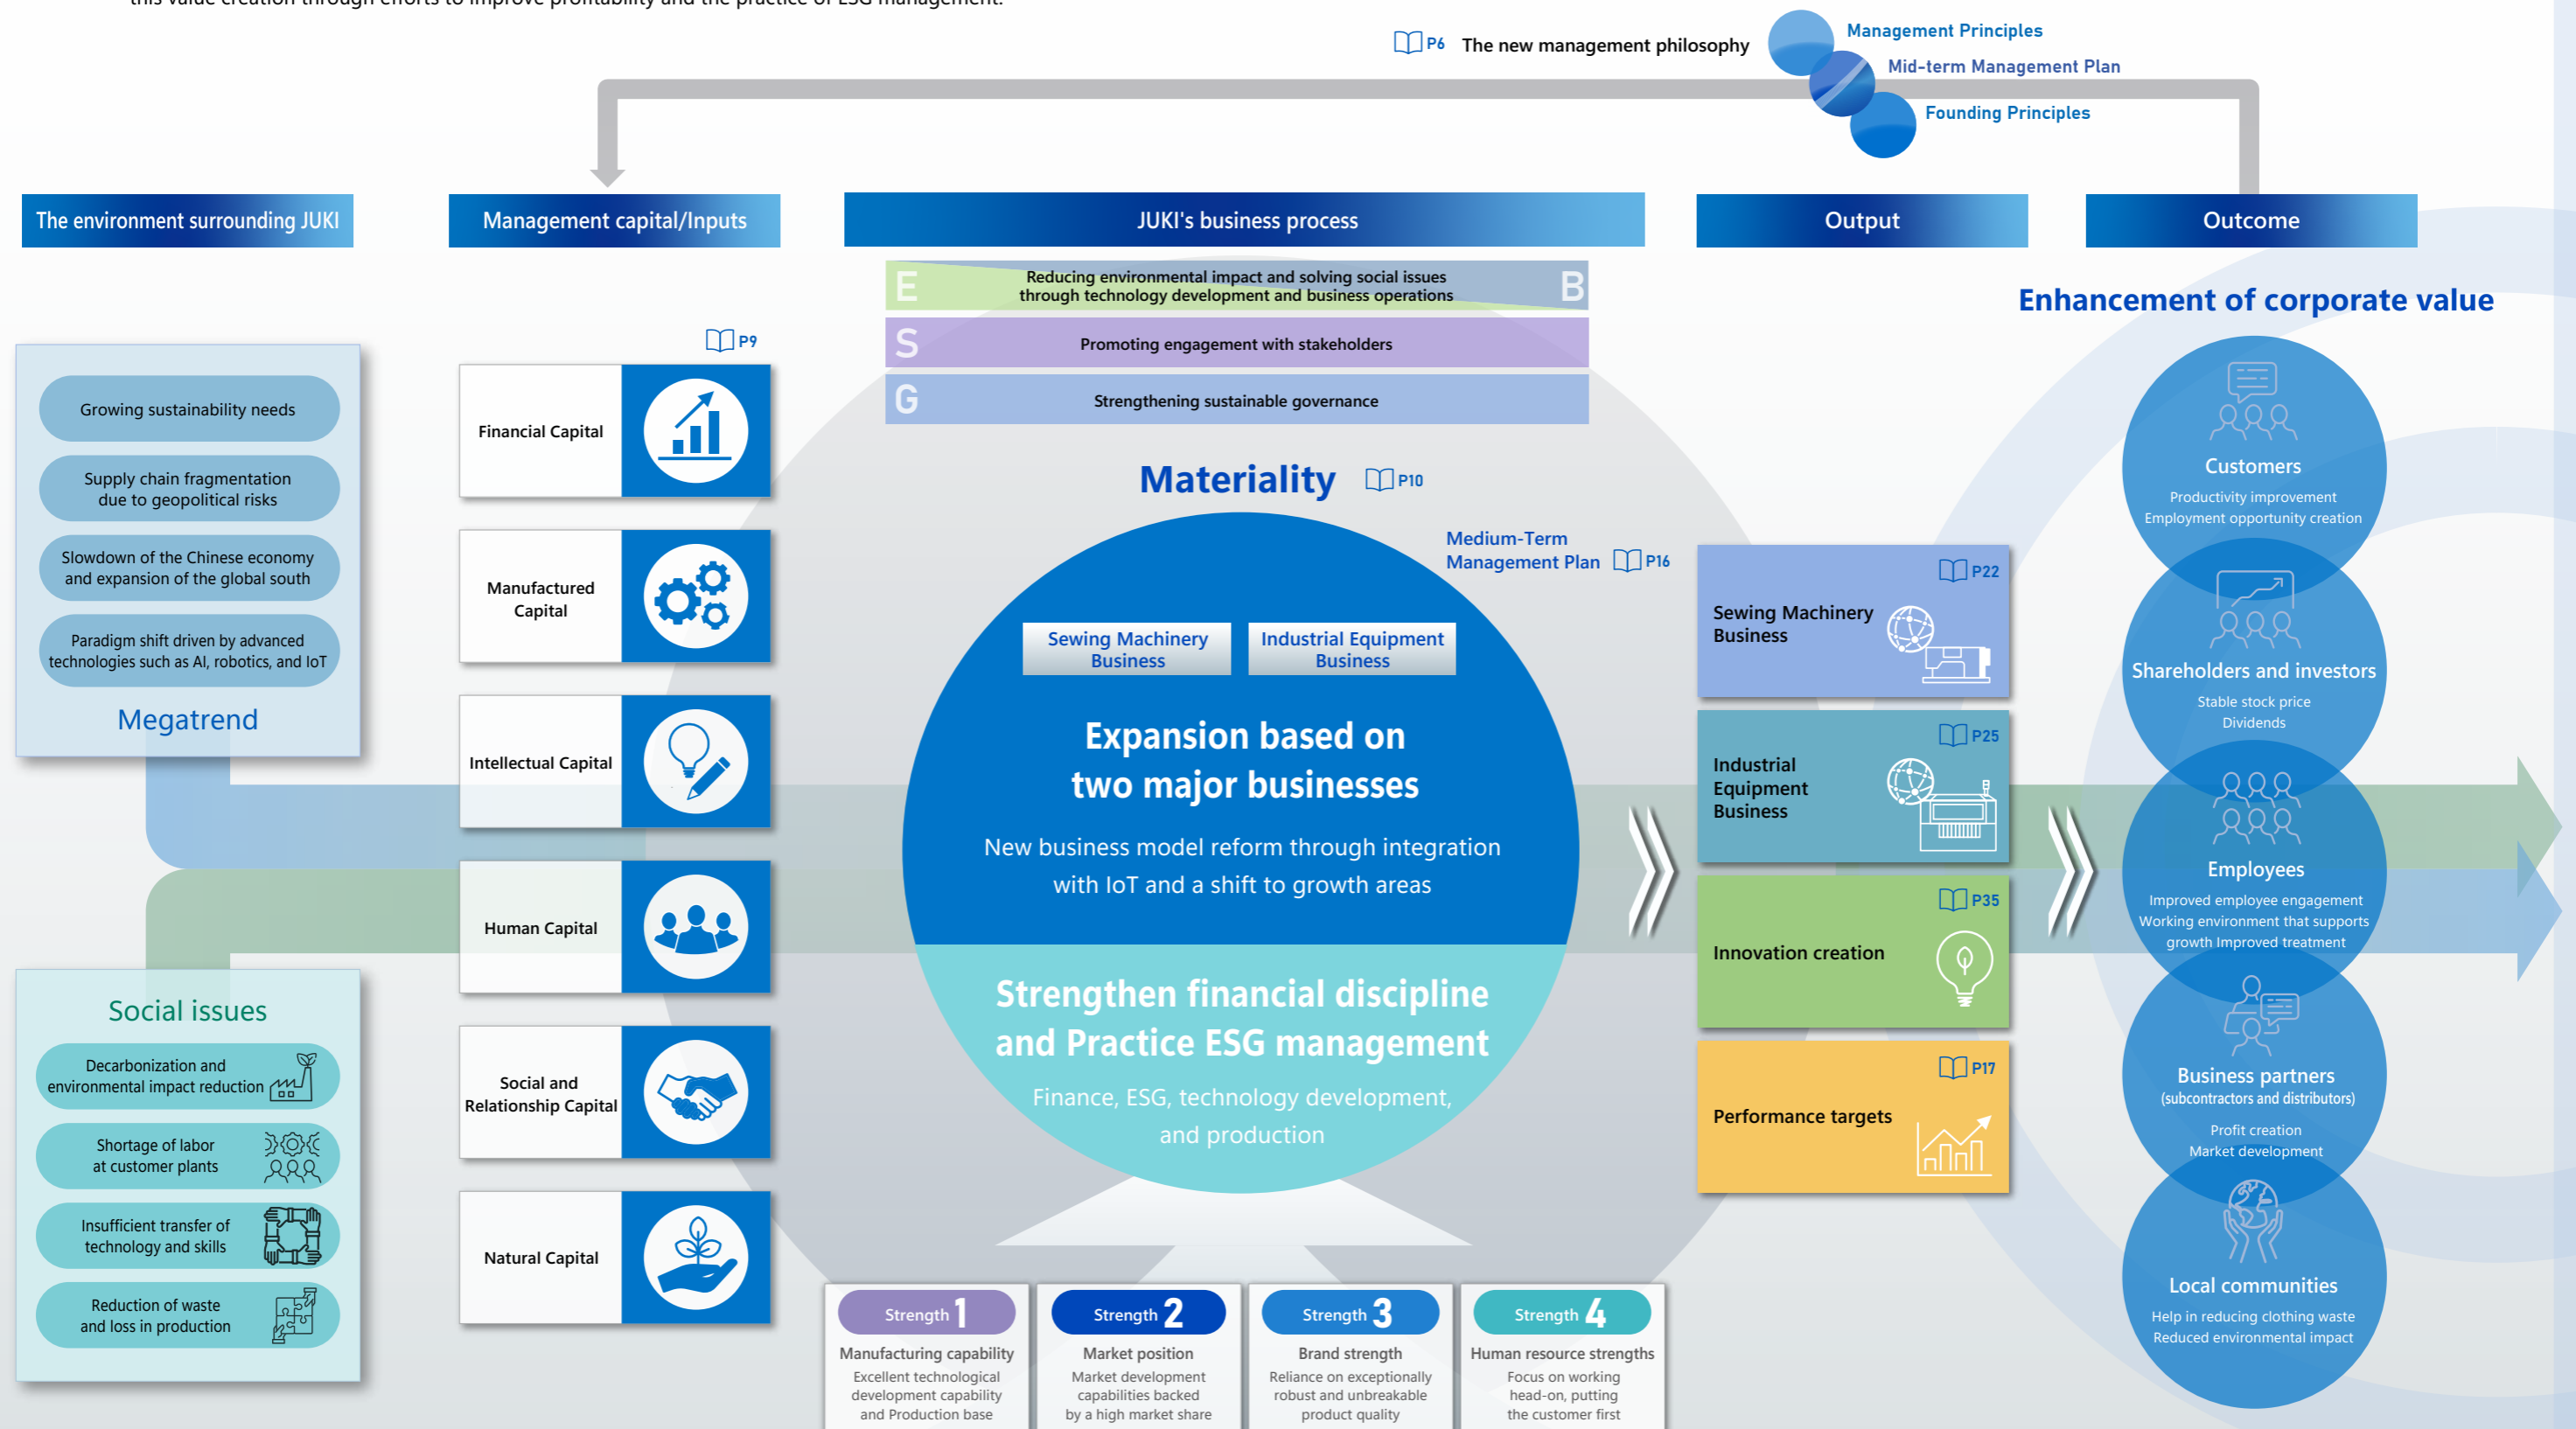 this value creation through efforts to improve profitability and the practice of ESG management.
P6 The new management philosophy
Management Principles
Mid-term Management Plan
Founding Principles
The environment surrounding JUKI
Management capital/Inputs
JUKI's business process
Output
Outcome
Growing sustainability needs
Supply chain fragmentation
due to geopolitical risks
Slowdown of the Chinese economy
and expansion of the global south
Paradigm shift driven by advanced
technologies such as AI, robotics, and IoT
Megatrend
Social issues
Decarbonization and
environmental impact reduction
Shortage of labor
at customer plants
Insufficient transfer of
technology and skills
Reduction of waste
and loss in production
P9
Financial Capital
Manufactured
Capital
Intellectual Capital
Human Capital
Social and
Relationship Capital
Natural Capital
E
Reducing environmental impact and solving social issues
through technology development and business operations
B
S
Promoting engagement with stakeholders
G
Strengthening sustainable governance
Materiality P10
Medium-Term
Management Plan P16
Sewing Machinery
Business
Industrial Equipment
Business
Expansion based on
two major businesses
New business model reform through integration
with IoT and a shift to growth areas
Strengthen financial discipline
and Practice ESG management
Finance, ESG, technology development,
and production
Strength 1
Manufacturing capability
Excellent technological
development capability
and Production base
Strength 2
Market position
Market development
capabilities backed
by a high market share
Strength 3
Brand strength
Reliance on exceptionally
robust and unbreakable
product quality
Strength 4
Human resource strengths
Focus on working
head-on, putting
the customer first
P22
Sewing Machinery
Business
P25
Industrial
Equipment
Business
P35
Innovation creation
P17
Performance targets
Enhancement of corporate value
Customers
Productivity improvement
Employment opportunity creation
Shareholders and investors
Stable stock price
Dividends
Employees
Improved employee engagement
Working environment that supports
growth Improved treatment
Business partners
(subcontractors and distributors)
Profit creation
Market development
Local communities
Help in reducing clothing waste
Reduced environmental impact